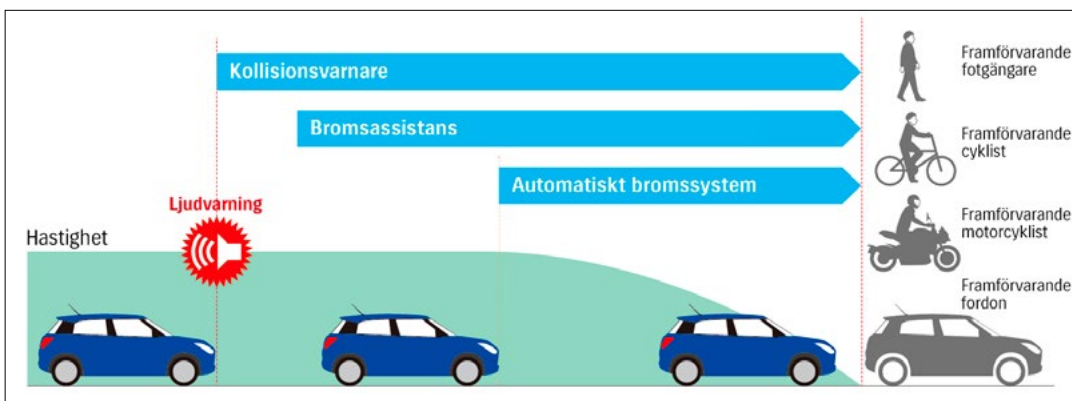 Kollisionsvarnare
Bromsassistans
Automatiskt bromssystem
Ljudvarning
Hastighet
Framförvarande
fotgängare
Framförvarande
cyklist
Framförvarande
motorcyklist
Framförvarande
fordon